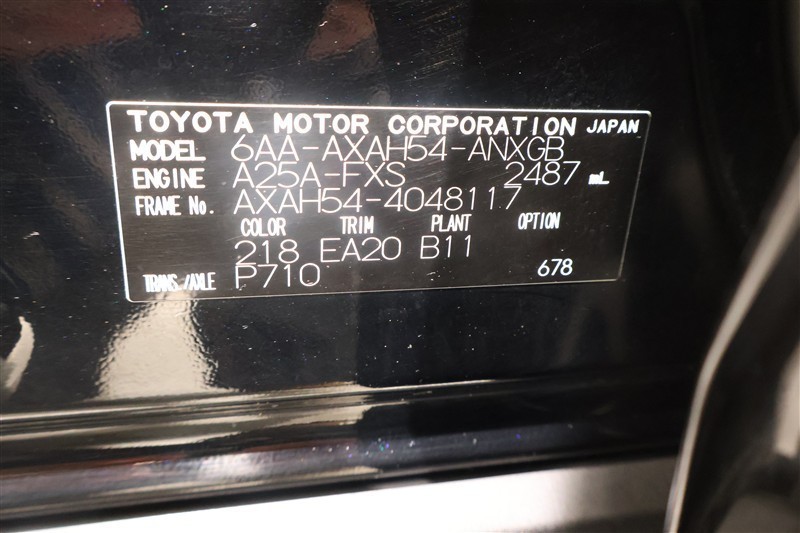 TOYOTA MOTOR CORPORATION JAPAN
MODEL 6AA-AXAH54-ANXGB
ENGINE A25A-FXS 2487 mL
FRAME No. AXAH54-4048117
COLOR TRIM PLANT OPTION
218 EA20 B11
TRANS./AXLE P710 678